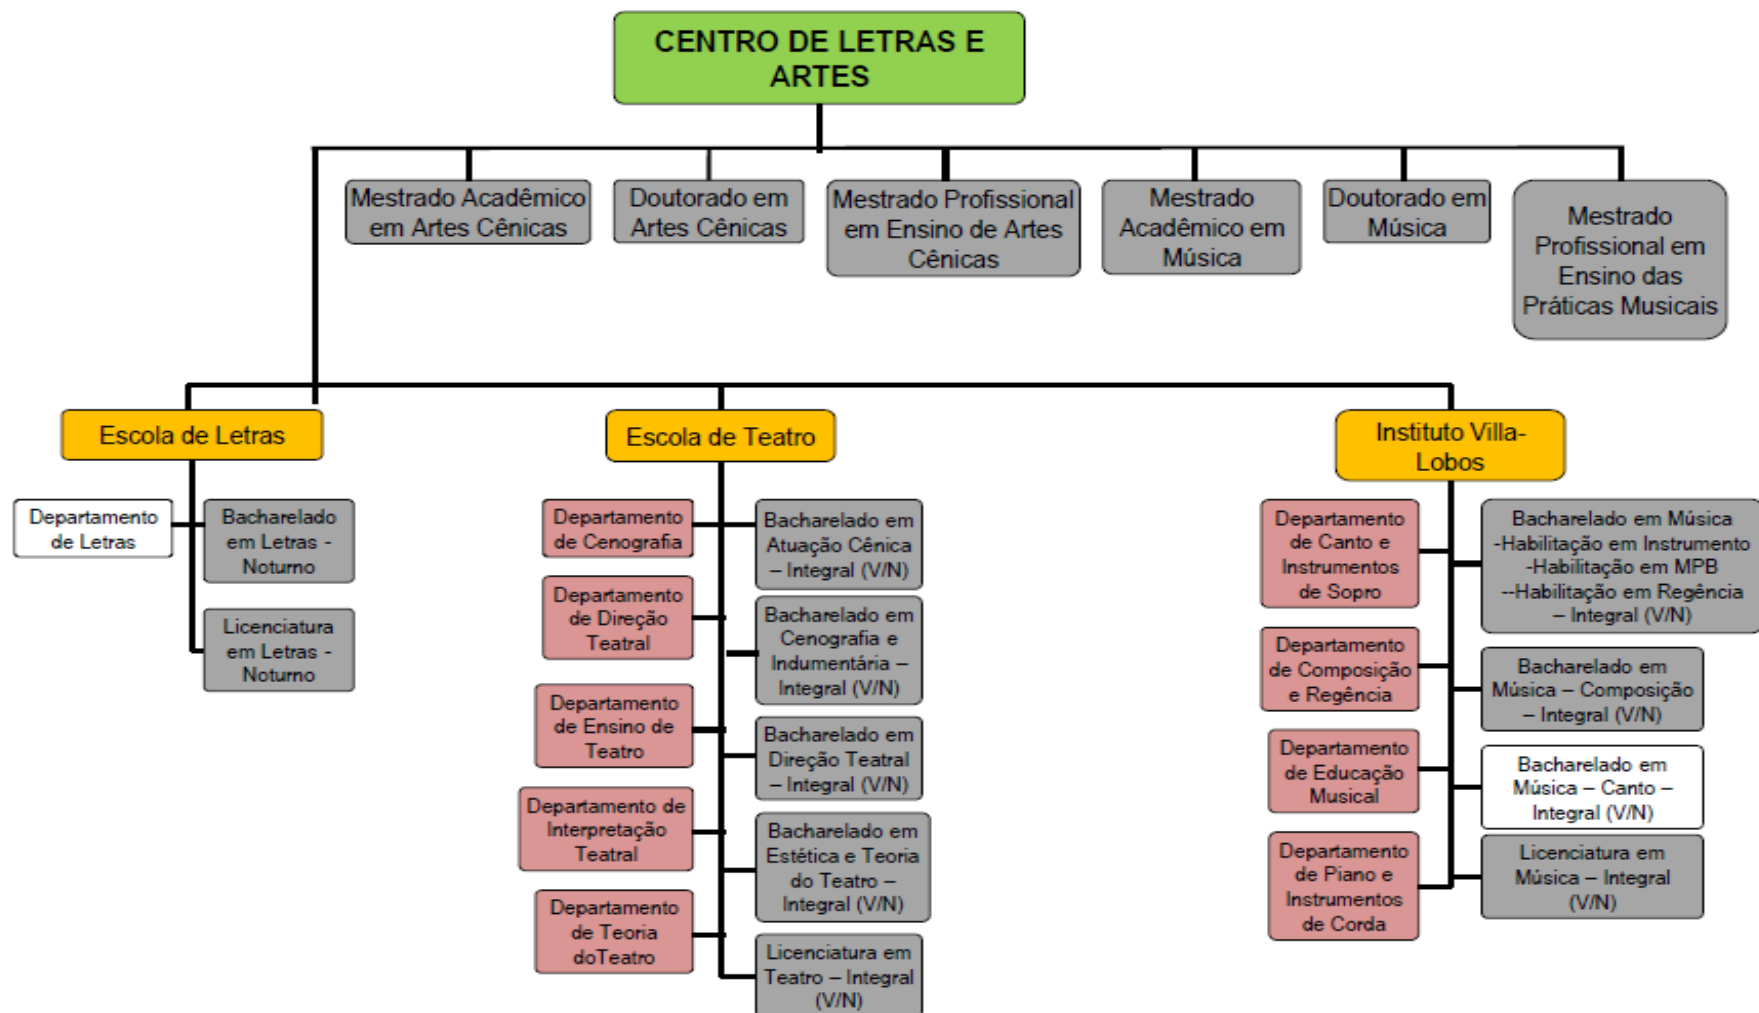 CENTRO DE LETRAS E
ARTES
Mestrado Acadêmico
em Artes Cênicas
Doutorado em
Artes Cênicas
Mestrado Profissional
em Ensino de Artes
Cênicas
Mestrado
Acadêmico em
Música
Doutorado em
Música
Mestrado
Profissional em
Ensino das
Práticas Musicais
Escola de Letras
Departamento
de Letras
Bacharelado
em Letras -
Noturno
Licenciatura
em Letras -
Noturno
Escola de Teatro
Departamento
de Cenografia
Departamento
de Direção
Teatral
Departamento
de Ensino de
Teatro
Departamento de
Interpretação
Teatral
Departamento
de Teoria
doTeatro
Bacharelado em
Atuação Cênica
– Integral (V/N)
Bacharelado em
Cenografia e
Indumentária –
Integral (V/N)
Bacharelado em
Direção Teatral
– Integral (V/N)
Bacharelado em
Estética e Teoria
do Teatro –
Integral (V/N)
Licenciatura em
Teatro – Integral
(V/N)
Instituto Villa-
Lobos
Departamento
de Canto e
Instrumentos
de Sopro
Departamento
de Composição
e Regência
Departamento
de Educação
Musical
Departamento
de Piano e
Instrumentos
de Corda
Bacharelado em Música
-Habilitação em Instrumento
-Habilitação em MPB
--Habilitação em Regência
– Integral (V/N)
Bacharelado em
Música – Composição
– Integral (V/N)
Bacharelado em
Música – Canto –
Integral (V/N)
Licenciatura em
Música – Integral
(V/N)